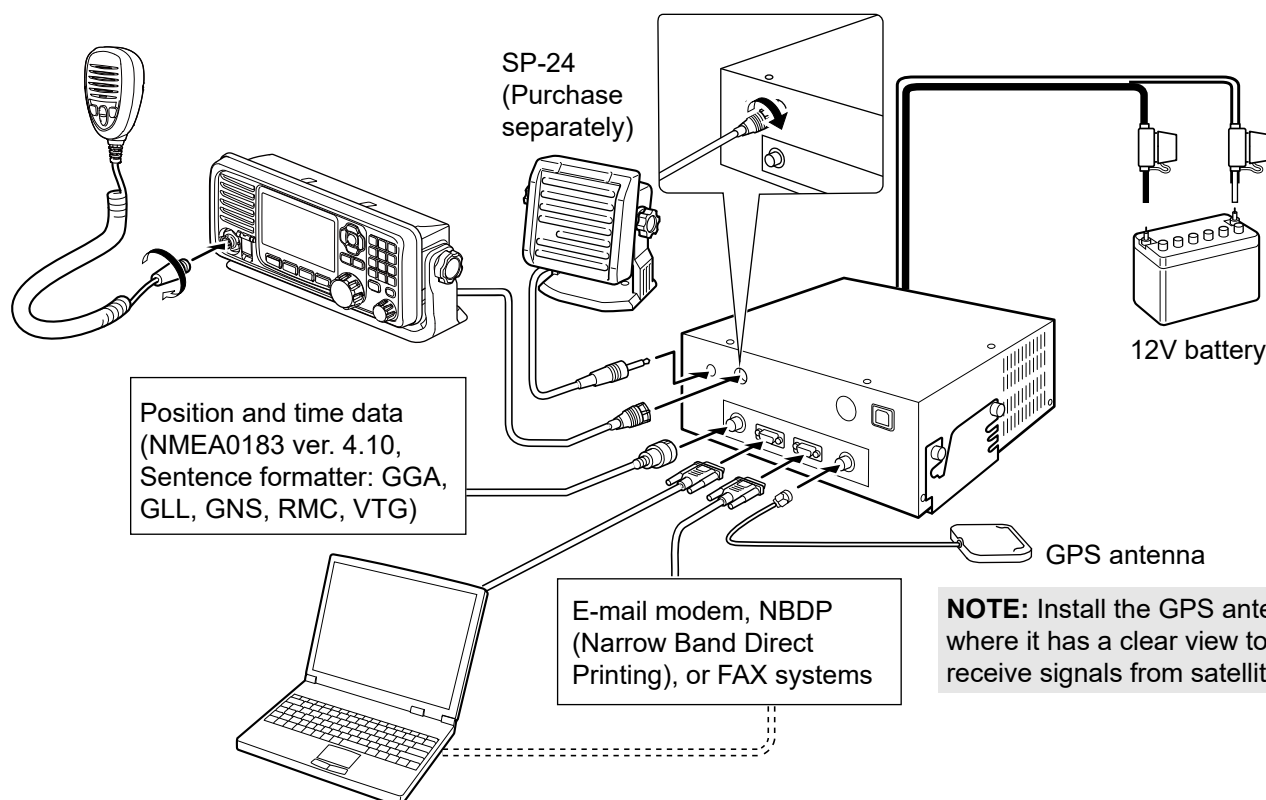 SP-24
(Purchase
separately)
12V battery
Position and time data
(NMEA0183 ver. 4.10,
Sentence formatter: GGA,
GLL, GNS, RMC, VTG)
GPS antenna
E-mail modem, NBDP
(Narrow Band Direct
Printing), or FAX systems
NOTE: Install the GPS
where it has a clear view to
receive signals from